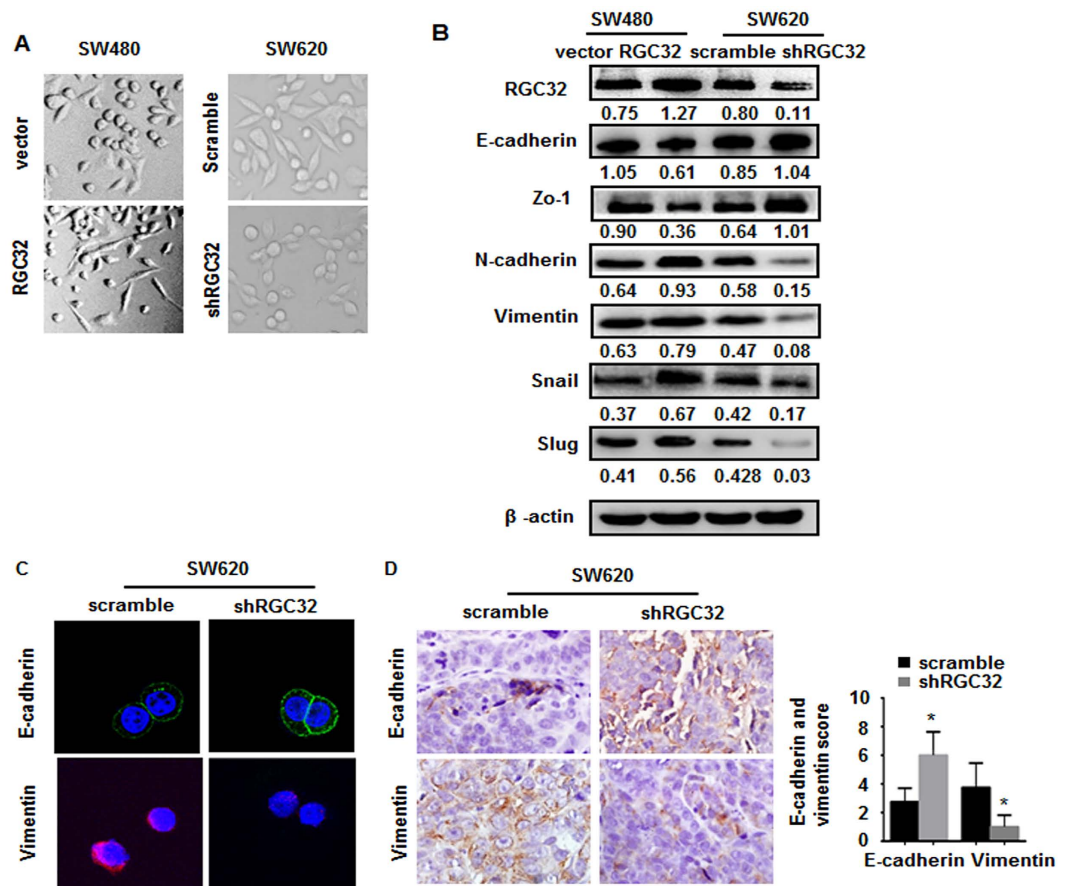 A
SW480 SW620
vector
Scramble
RGC32
shRGC32
B
SW480 SW620
vector RGC32 scramble shRGC32
RGC32
0.75 1.27 0.80 0.11
E-cadherin
1.05 0.61 0.85 1.04
Zo-1
0.90 0.36 0.64 1.01
N-cadherin
0.64 0.93 0.58 0.15
Vimentin
0.63 0.79 0.47 0.08
Snail
0.37 0.67 0.42 0.17
Slug
0.41 0.56 0.428 0.03
β -actin
C
SW620
scramble shRGC32
E-cadherin
Vimentin
D
SW620
scramble shRGC32
E-cadherin
Vimentin
scramble
shRGC32
E-cadherin and
vimentin score
10
8
6
4
2
0
*
*
E-cadherin Vimentin